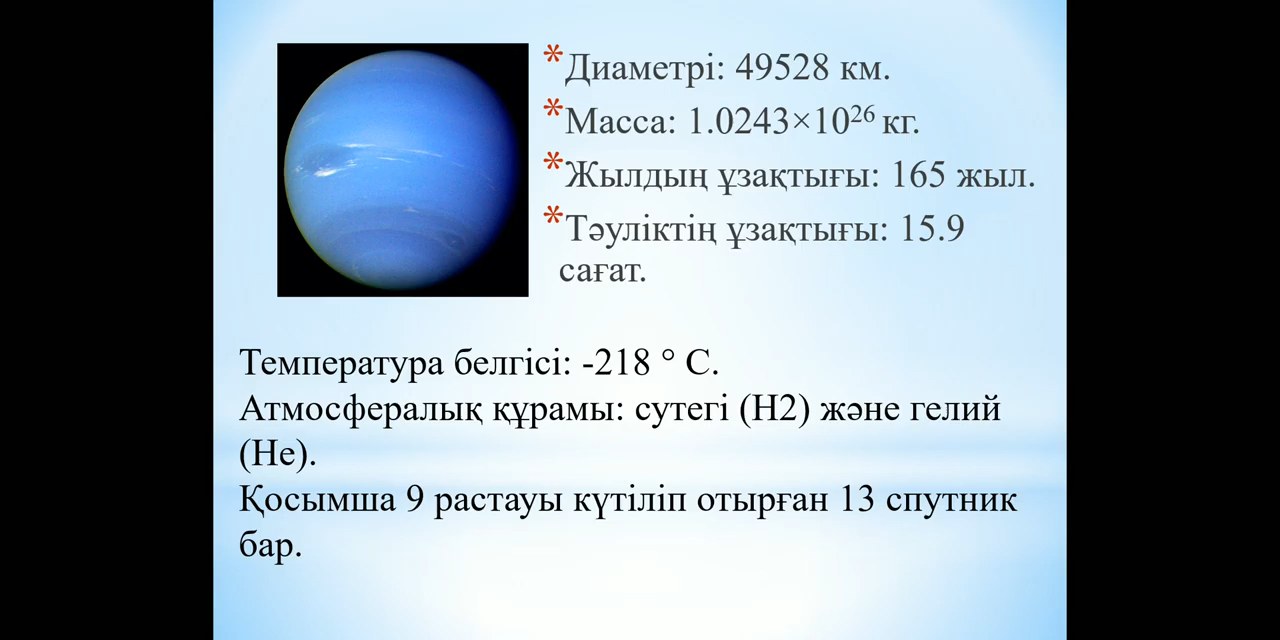 *Диаметрі: 49528 км.
*Масса: 1.0243×10²⁶ кг.
*Жылдың ұзақтығы: 165 жыл.
*Тәуліктің ұзақтығы: 15.9
сағат.
Температура белгісі: -218 ° C.
Атмосфералық құрамы: сутегі (H2) және гелий
(He).
Қосымша 9 растауы күтіліп отырған 13 спутник
бар.